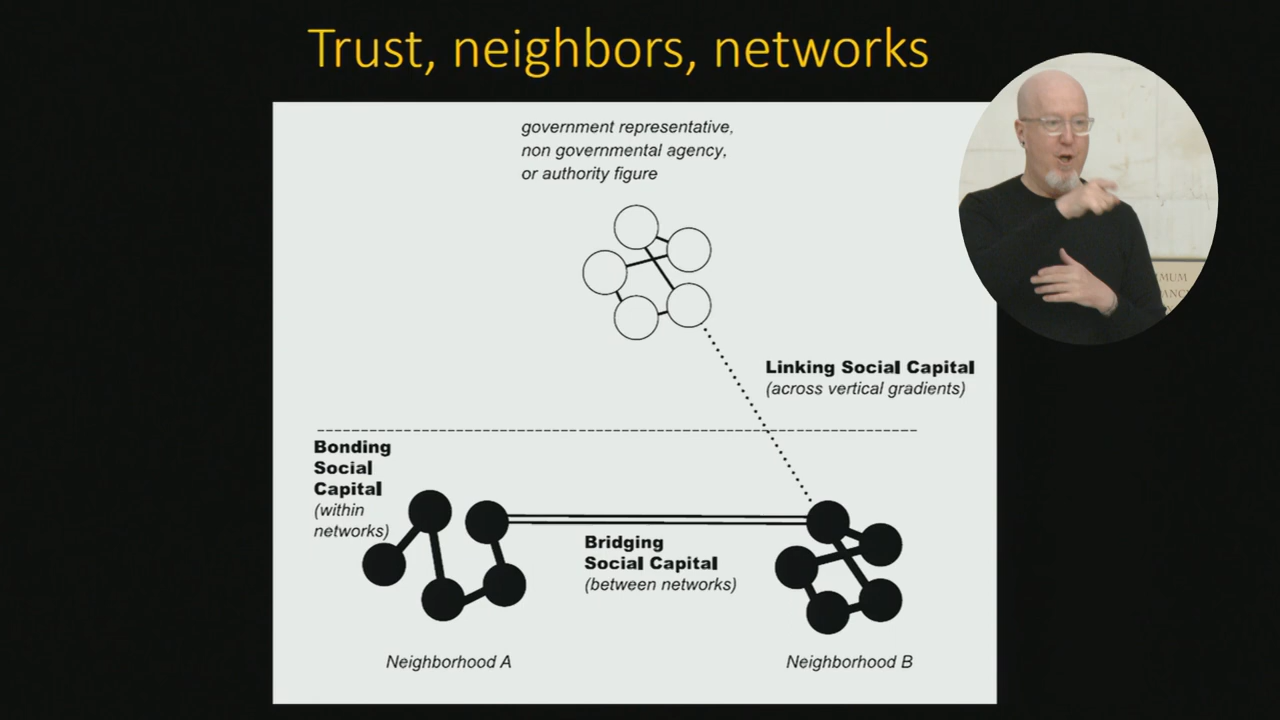 Trust, neighbors, networks
government representative,
non governmental agency,
or authority figure
Linking Social Capital
(across vertical gradients)
Bonding
Social
Capital
(within
networks)
Bridging
Social Capital
(between networks)
Neighborhood A
Neighborhood B